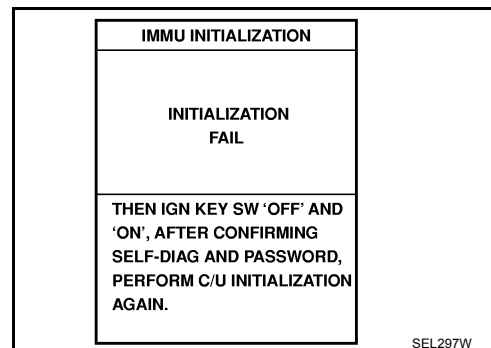 IMMU INITIALIZATION
INITIALIZATION
FAIL
THEN IGN KEY SW ‘OFF’ AND
‘ON’, AFTER CONFIRMING
SELF-DIAG AND PASSWORD,
PERFORM C/U INITIALIZATION
AGAIN.
SEL297W